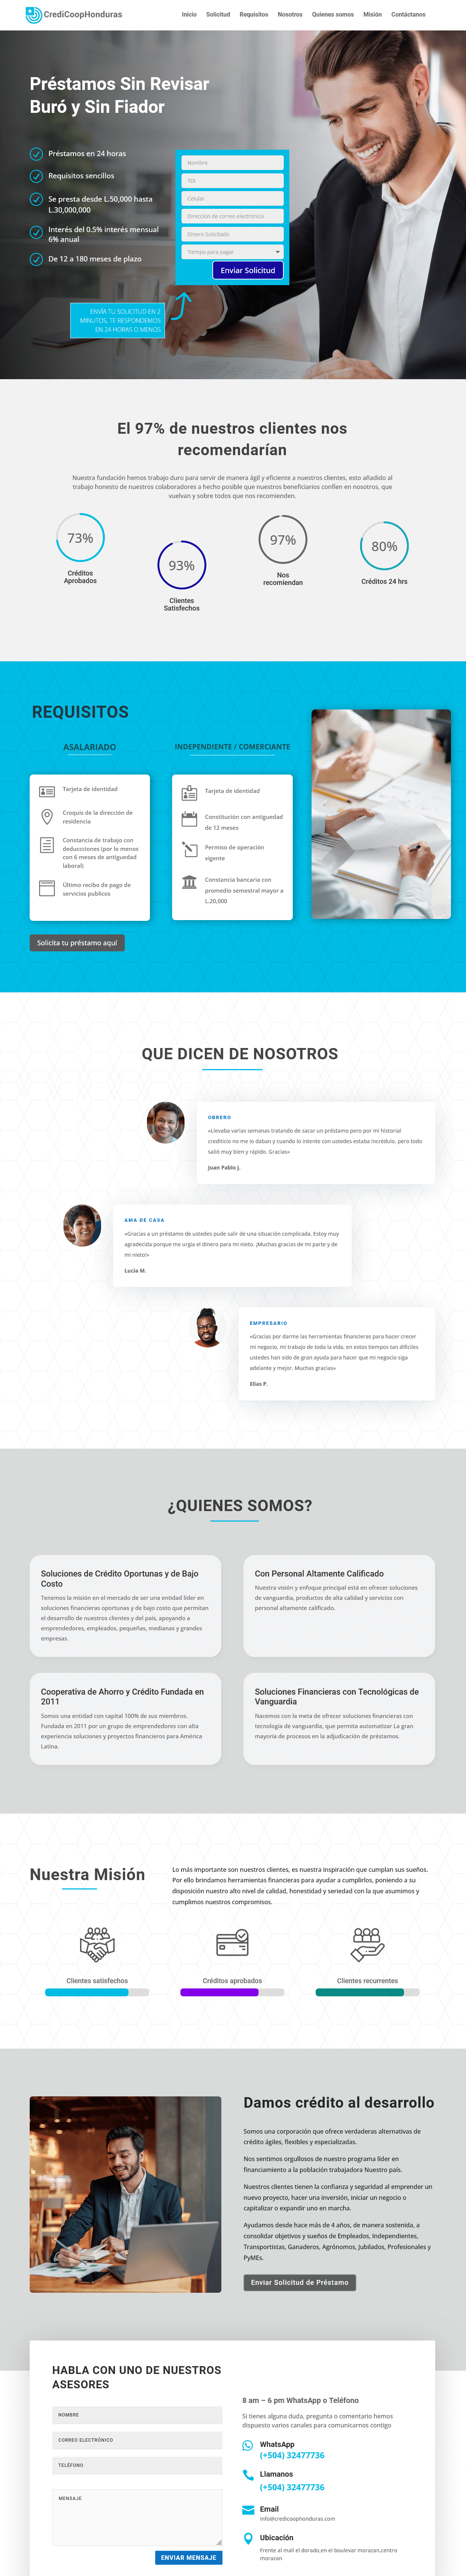 CrediCoopHonduras
Inicio
Solicitud
Requisitos
Nosotros
Quienes somos
Misión
Contáctanos
Préstamos Sin Revisar
Buró y Sin Fiador
Préstamos en 24 horas
Requisitos sencillos
Se presta desde L.50,000 hasta
L.30,000,000
Interés del 0.5% interés mensual
6% anual
De 12 a 180 meses de plazo
Nombre
TEK
Celular
Dirección de correo electrónico
Dinero Solicitado
Tiempo para pagar
Enviar Solicitud
ENVÍA TU SOLICITUD EN 2
MINUTOS, TE RESPONDEMOS
EN 24 HORAS O MENOS
El 97% de nuestros clientes nos
recomendarían
Nuestra fundación hemos trabajo duro para servir de manera ágil y eficiente a nuestros clientes, esto añadido al
trabajo honesto de nuestros colaboradores a hecho posible que nuestros beneficiarios confíen en nosotros, que
vuelvan y sobre todos que nos recomienden.
73%
Créditos
Aprobados
93%
Clientes
Satisfechos
97%
Nos
recomiendan
80%
Créditos 24 hrs
REQUISITOS
ASALARIADO
Tarjeta de identidad
Croquis de la dirección de
residencia
Constancia de trabajo con
deducciones (por lo menos
con 6 meses de antiguedad
laboral)
Último recibo de pago de
servicios publicos
INDEPENDIENTE / COMERCIANTE
Tarjeta de identidad
Constitución con antiguedad
de 12 meses
Permiso de operación
vigente
Constancia bancaria con
promedio semestral mayor a
L.20,000
Solicita tu préstamo aquí
QUE DICEN DE NOSOTROS
OBRERO
«Llevaba varias semanas tratando de sacar un préstamo pero por mi historial
crediticio no me lo daban y cuando lo intente con ustedes estaba incrédulo, pero todo
salió muy bien y rápido. Gracias»
Juan Pablo J.
AMA DE CASA
«Gracias a un préstamo de ustedes pude salir de una situación complicada. Estoy muy
agradecida porque me urgía el dinero para mi nieto. ¡Muchas gracias de mi parte y de
mi nieto!»
Lucía M.
EMPRESARIO
«Gracias por darme las herramientas financieras para hacer crecer
mi negocio, mi trabajo de toda la vida, en estos tiempos tan difíciles
ustedes han sido de gran ayuda para hacer que mi negocio siga
adelante y mejor. Muchas gracias»
Elías P.
¿QUIENES SOMOS?
Soluciones de Crédito Oportunas y de Bajo
Costo
Tenemos la misión en el mercado de ser una entidad líder en
soluciones financieras oportunas y de bajo costo que permitan
el desarrollo de nuestros clientes y del país, apoyando a
emprendedores, empleados, pequeñas, medianas y grandes
empresas.
Con Personal Altamente Calificado
Nuestra visión y enfoque principal está en ofrecer soluciones
de vanguardia, productos de alta calidad y servicios con
personal altamente calificado.
Cooperativa de Ahorro y Crédito Fundada en
2011
Somos una entidad con capital 100% de sus miembros.
Fundada en 2011 por un grupo de emprendedores con alta
experiencia soluciones y proyectos financieros para América
Latina.
Soluciones Financieras con Tecnológicas de
Vanguardia
Nacemos con la meta de ofrecer soluciones financieras con
tecnología de vanguardia, que permita automatizar La gran
mayoría de procesos en la adjudicación de préstamos.
Nuestra Misión
Lo más importante son nuestros clientes, es nuestra inspiración que cumplan sus sueños.
Por ello brindamos herramientas financieras para ayudar a cumplirlos, poniendo a su
disposición nuestro alto nivel de calidad, honestidad y seriedad con la que asumimos y
cumplimos nuestros compromisos.
Clientes satisfechos
Créditos aprobados
Clientes recurrentes
Damos crédito al desarrollo
Somos una corporación que ofrece verdaderas alternativas de
crédito ágiles, flexibles y especializadas.
Nos sentimos orgullosos de nuestro programa líder en
financiamiento a la población trabajadora Nuestro país.
Nuestros clientes tienen la confianza y seguridad al emprender un
nuevo proyecto, hacer una inversión, iniciar un negocio o
capitalizar o expandir uno en marcha.
Ayudamos desde hace más de 4 años, de manera sostenida, a
consolidar objetivos y sueños de Empleados, Independientes,
Transportistas, Ganaderos, Agrónomos, Jubilados, Profesionales y
PyMEs.
Enviar Solicitud de Préstamo
HABLA CON UNO DE NUESTROS
ASESORES
NOMBRE
CORREO ELECTRÓNICO
TELÉFONO
MENSAJE
ENVIAR MENSAJE
8 am – 6 pm WhatsApp o Teléfono
Si tienes alguna duda, pregunta o comentario hemos
dispuesto varios canales para comunicarnos contigo
WhatsApp
(+504) 32477736
Llamanos
(+504) 32477736
Email
info@credicoophonduras.com
Ubicación
Frente al mall el dorado,en el boulevar morazan,centro
morazan